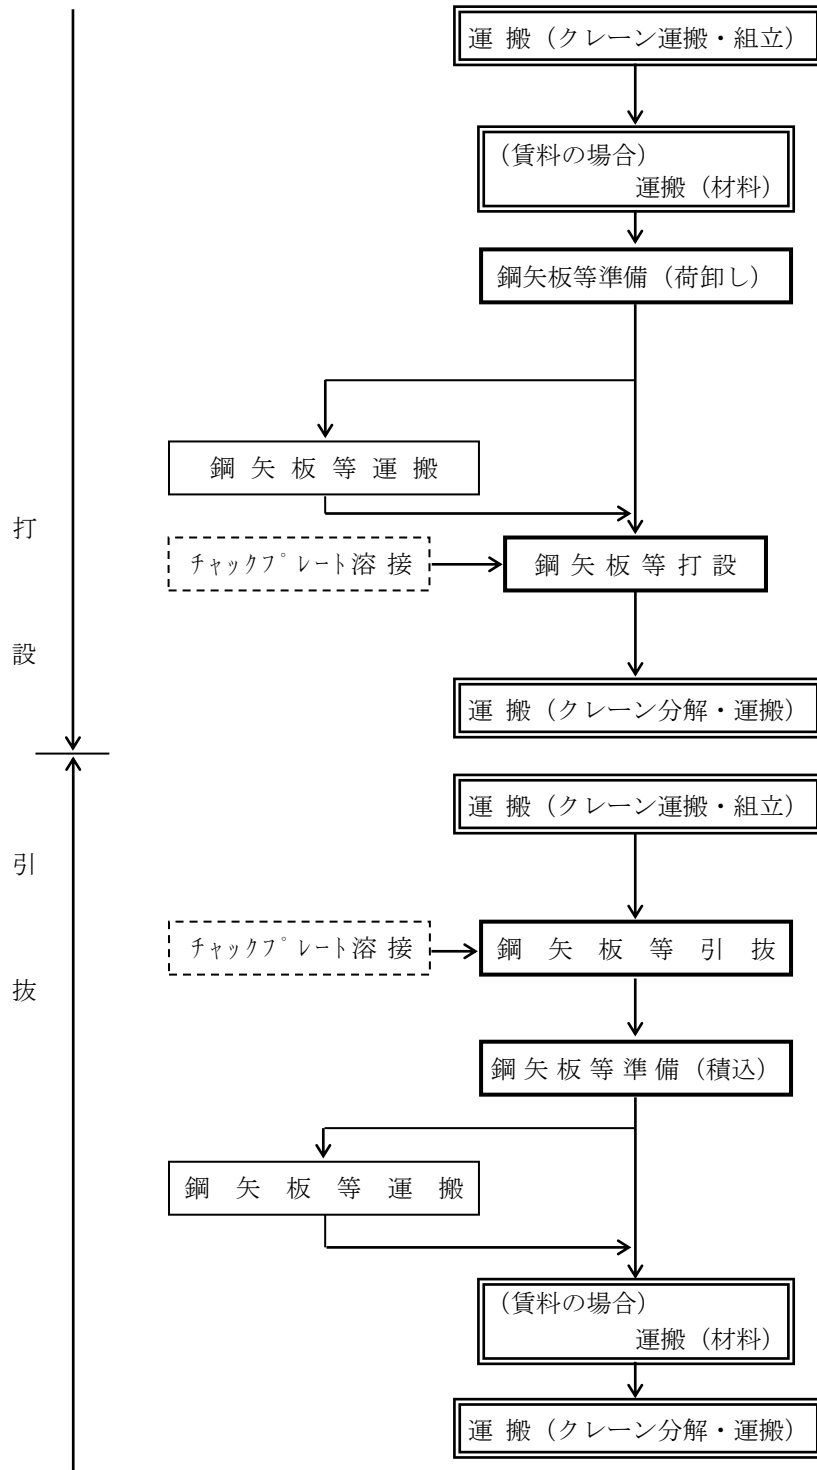 運 搬（クレーン運搬・組立）
（賃料の場合）
運搬（材料）
鋼矢板等準備（荷卸し）
鋼 矢 板 等 運 搬
チャックプレート溶 接
鋼 矢 板 等 打 設
運 搬（クレーン分解・運搬）
打
設
運 搬（クレーン運搬・組立）
チャックプレート溶 接
鋼 矢 板 等 引 抜
鋼 矢 板 等 準 備（積込）
鋼 矢 板 等 運 搬
（賃料の場合）
運搬（材料）
運 搬（クレーン分解・運搬）
引
抜